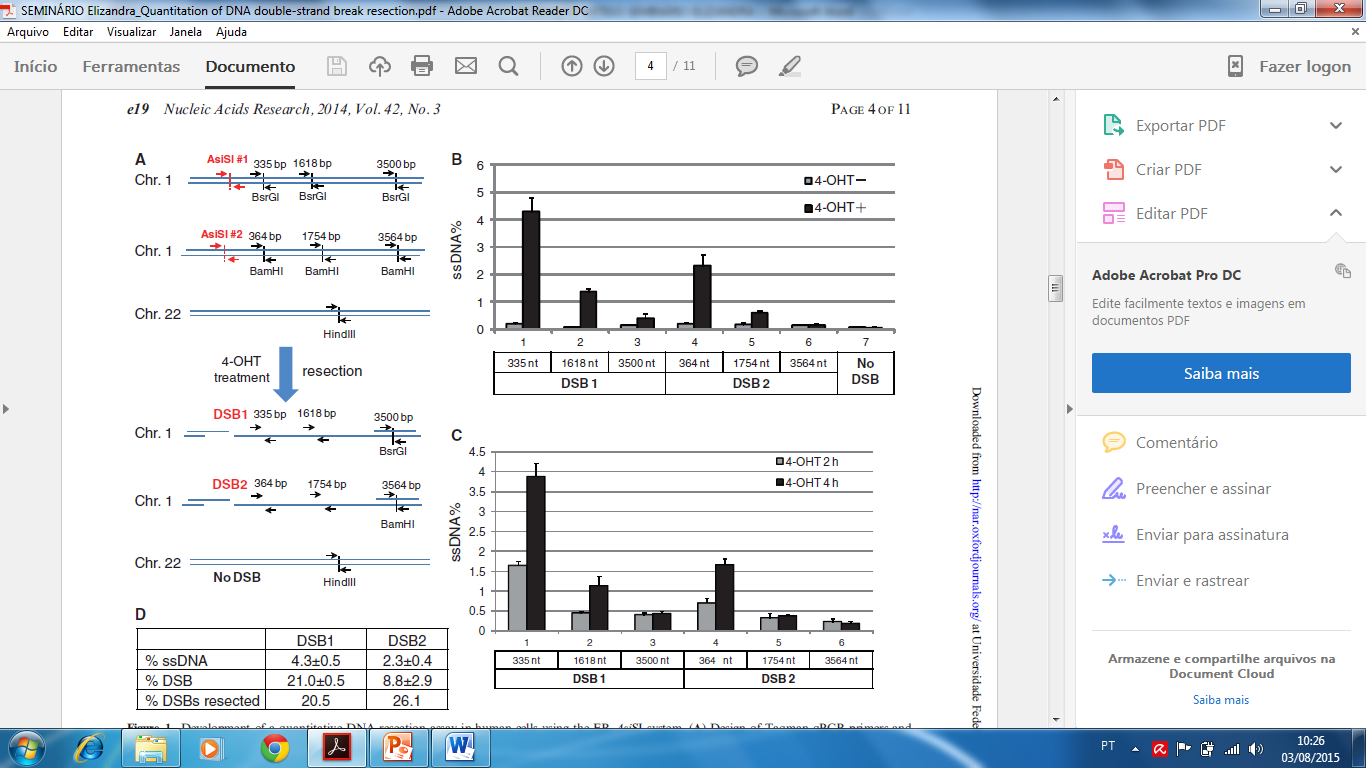 SEMINÁRIO Elizandra_Quantitation of DNA double-strand break resection.pdf - Adobe Acrobat Reader DC
Arquivo Editar Visualizar Janela Ajuda
Início Ferramentas Documento 4 / 11 Fazer logon
e19 Nucleic Acids Research, 2014, Vol. 42, No. 3 PAGE 4 OF 11
A
AsiSI #1 335 bp 1618 bp 3500 bp
Chr. 1
BsrGI BsrGI BsrGI
AsiSI #2 364 bp 1754 bp 3564 bp
Chr. 1
BamHI BamHI BamHI
Chr. 22
HindIII
4-OHT
treatment
resection
DSB1 335 bp 1618 bp 3500 bp
Chr. 1
BsrGI
DSB2 364 bp 1754 bp 3564 bp
Chr. 1
BamHI
Chr. 22
No DSB HindIII
B
ssDNA%
6
5
4
3
2
1
0
4-OHT−
4-OHT+
1 2 3 4 5 6 7
335 nt 1618 nt 3500 nt 364 nt 1754 nt 3564 nt No
DSB 1 DSB 2 DSB
C
ssDNA%
4.5
4
3.5
3
2.5
2
1.5
1
0.5
0
4-OHT 2 h
4-OHT 4 h
1 2 3 4 5 6
335 nt 1618 nt 3500 nt 364 nt 1754 nt 3564 nt
DSB 1 DSB 2
D
DSB1 DSB2
% ssDNA 4.3±0.5 2.3±0.4
% DSB 21.0±0.5 8.8±2.9
% DSBs resected 20.5 26.1
Downloaded from http://nar.oxfordjournals.org/ at Universidade Fede
Exportar PDF
Criar PDF
Editar PDF
Adobe Acrobat Pro DC
Edite facilmente textos e imagens em
documentos PDF
Saiba mais
Comentário
Preencher e assinar
Enviar para assinatura
Enviar e rastrear
Armazene e compartilhe arquivos na
Document Cloud
Saiba mais
PT
10:26
03/08/2015